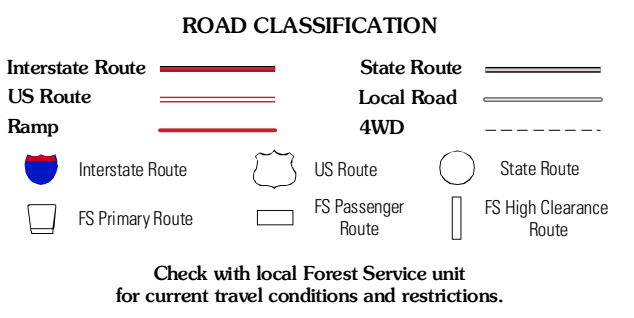 ROAD CLASSIFICATION
Interstate Route
State Route
US Route
Local Road
Ramp
4WD
Interstate Route
US Route
State Route
FS Primary Route
FS Passenger
Route
FS High Clearance
Route
Check with local Forest Service unit
for current travel conditions and restrictions.